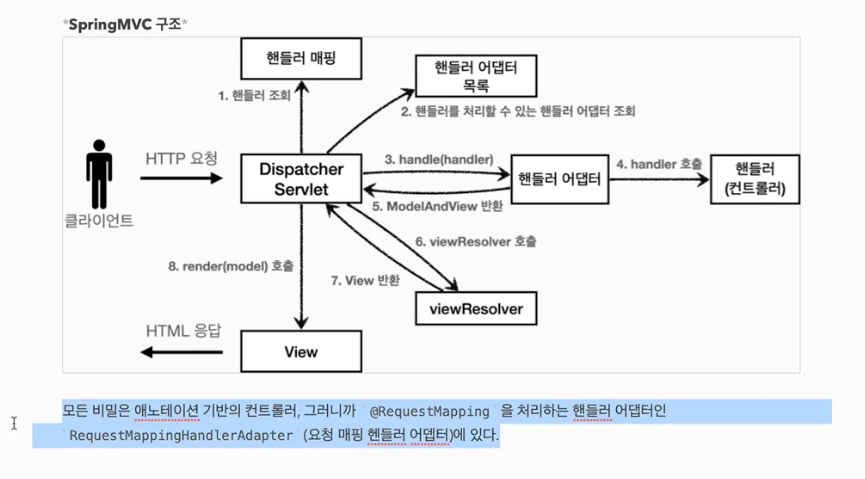 *SpringMVC 구조*
핸들러 매핑
핸들러 어댑터
목록
1. 핸들러 조회
2. 핸들러를 처리할 수 있는 핸들러 어댑터 조회
HTTP 요청
Dispatcher
Servlet
3. handle(handler)
핸들러 어댑터
4. handler 호출
핸들러
(컨트롤러)
클라이언트
5. ModelAndView 반환
6. viewResolver 호출
8. render(model) 호출
7. View 반환
viewResolver
HTML 응답
View
모든 비밀은 애노테이션 기반의 컨트롤러, 그러니까 `@RequestMapping`을 처리하는 핸들러 어댑터인
`RequestMappingHandlerAdapter`(요청 매핑 헨들러 어뎁터)에 있다.